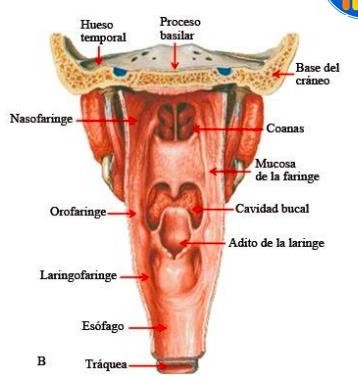 Hueso
temporal
Proceso
basilar
Base del
cráneo
Nasofaringe
Coanas
Mucosa
de la faringe
Orofaringe
Cavidad bucal
Adito de la laringe
Laringofaringe
Esófago
B
Tráquea